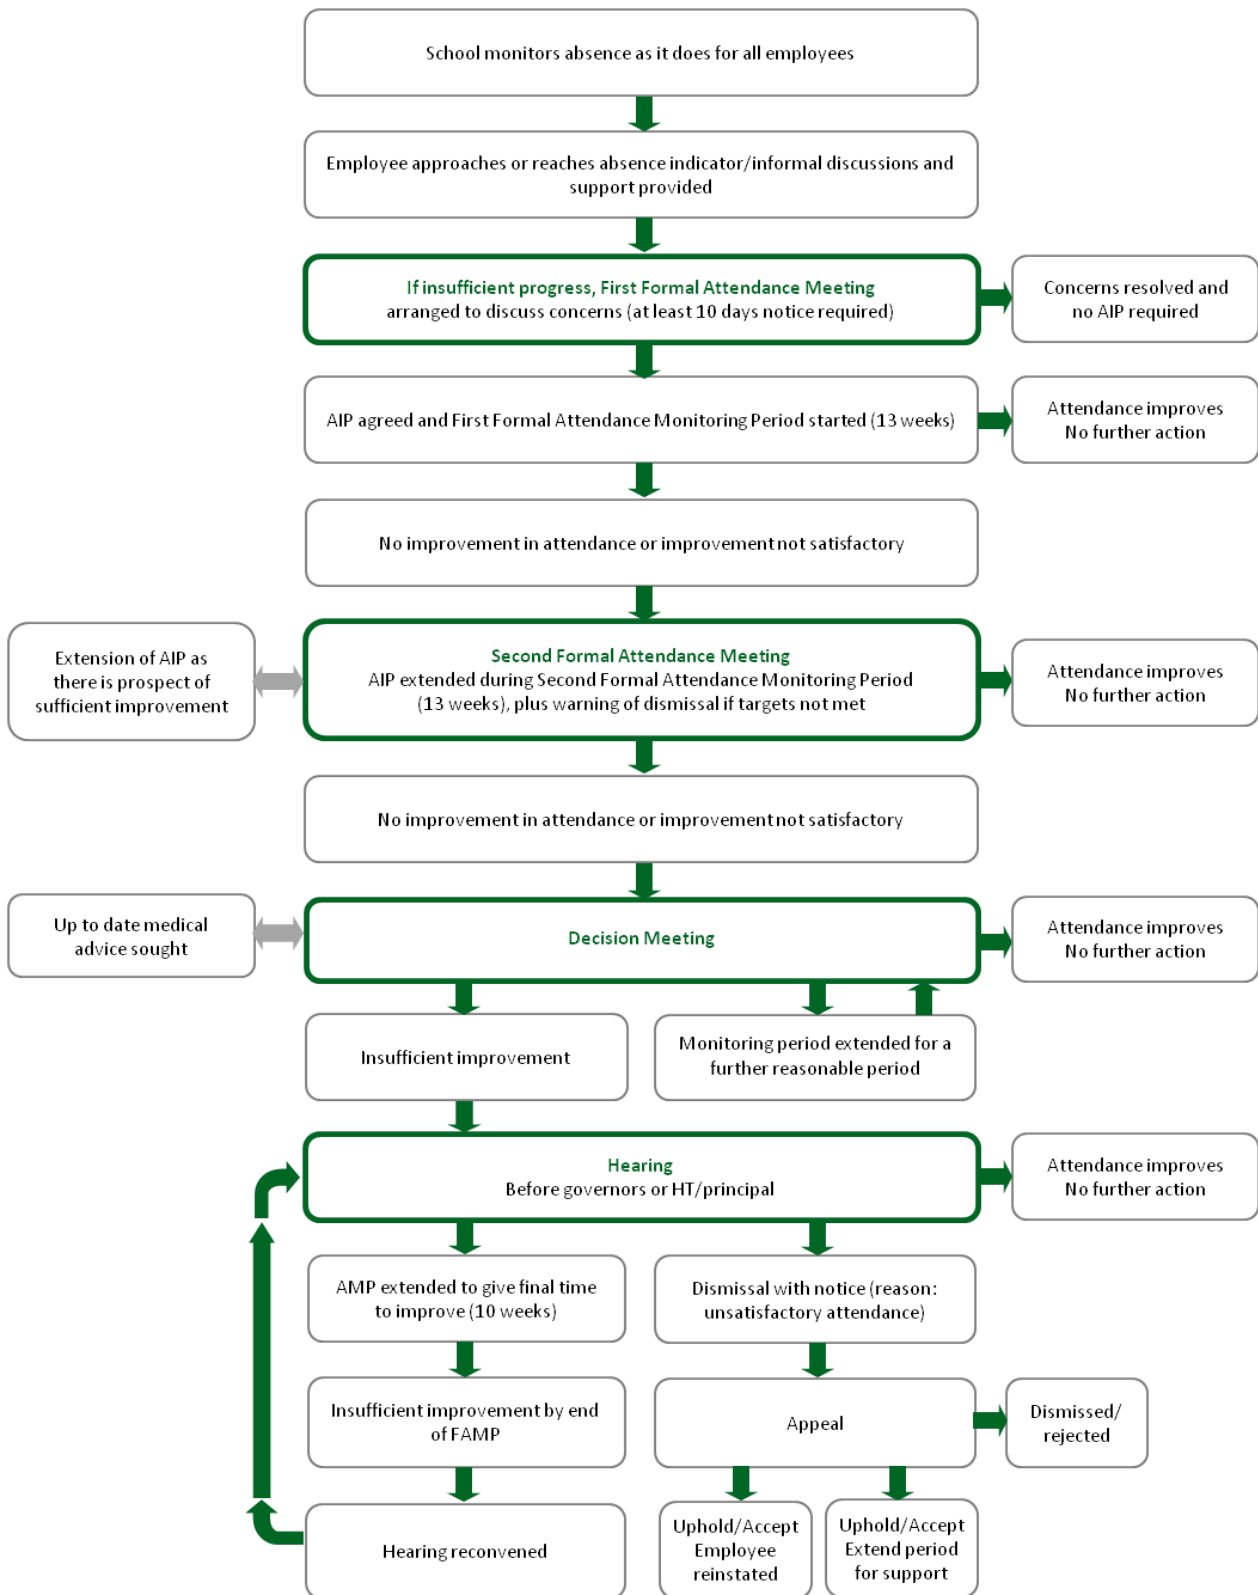 School monitors absence as it does for all employees
Employee approaches or reaches absence indicator/informal discussions and
support provided
If insufficient progress, First Formal Attendance Meeting
arranged to discuss concerns (at least 10 days notice required)
Concerns resolved and
no AIP required
AIP agreed and First Formal Attendance Monitoring Period started (13 weeks)
Attendance improves
No further action
No improvement in attendance or improvement not satisfactory
Extension of AIP as
there is prospect of
sufficient improvement
Second Formal Attendance Meeting
AIP extended during Second Formal Attendance Monitoring Period
(13 weeks), plus warning of dismissal if targets not met
Attendance improves
No further action
No improvement in attendance or improvement not satisfactory
Up to date medical
advice sought
Decision Meeting
Attendance improves
No further action
Insufficient improvement
Monitoring period extended for a
further reasonable period
Hearing
Before governors or HT/principal
Attendance improves
No further action
AMP extended to give final time
to improve (10 weeks)
Dismissal with notice (reason:
unsatisfactory attendance)
Insufficient improvement by end
of FAMP
Appeal
Dismissed/
rejected
Hearing reconvened
Uphold/Accept
Employee
reinstated
Uphold/Accept
Extend period
for support